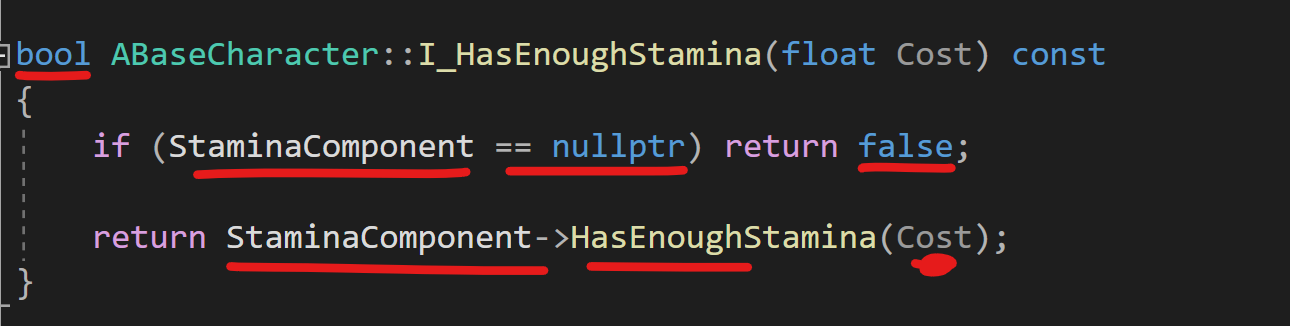 bool ABaseCharacter::I_HasEnoughStamina(float Cost) const
{
if (StaminaComponent == nullptr) return false;
return StaminaComponent->HasEnoughStamina(Cost);
}